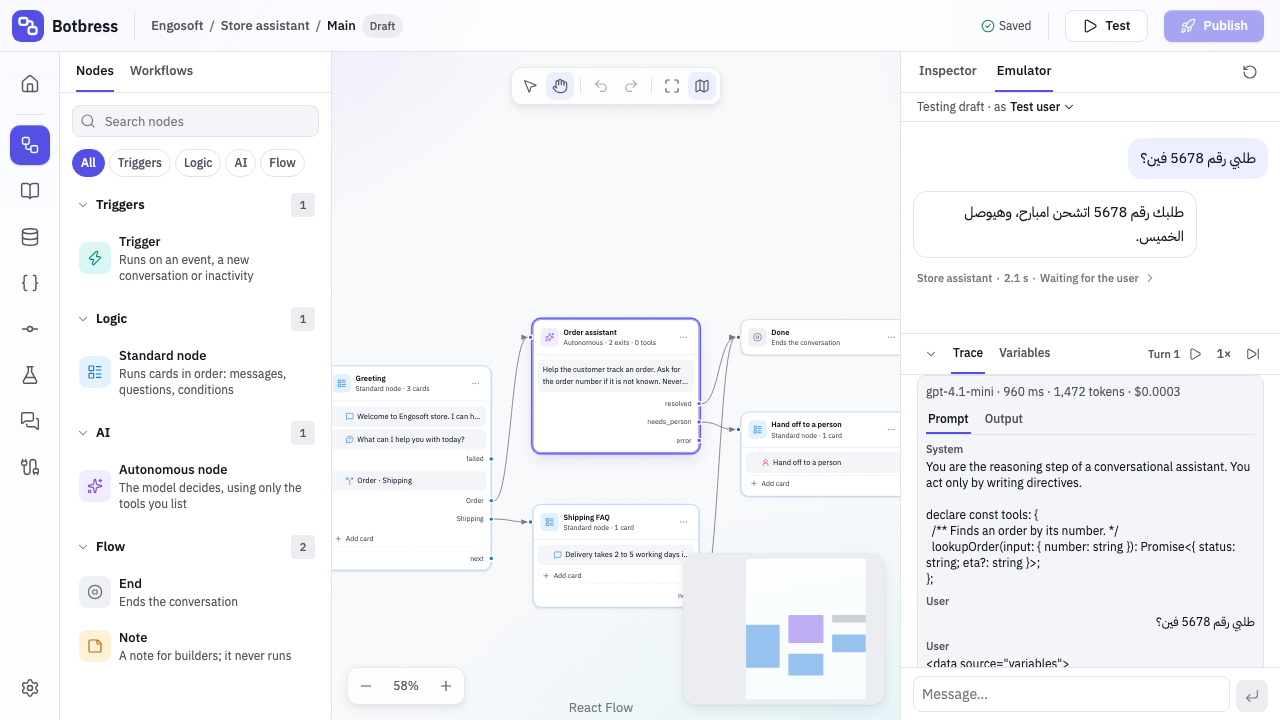 Botbress
Engosoft / Store assistant / Main Draft
Saved
Test
Publish
Nodes Workflows
Search nodes
All Triggers Logic AI Flow
Triggers 1
Trigger
Runs on an event, a new
conversation or inactivity
Logic 1
Standard node
Runs cards in order: messages,
questions, conditions
AI 1
Autonomous node
The model decides, using only the
tools you list
Flow 2
End
Ends the conversation
Note
A note for builders; it never runs
Greeting
Standard node · 3 cards
Welcome to Engosoft store. I can h...
What can I help you with today?
failed
Order · Shipping
Order
Shipping
+ Add card
next
Order assistant
Autonomous · 2 exits · 0 tools
Help the customer track an order. Ask for
the order number if it is not known. Never...
resolved
needs_person
error
Shipping FAQ
Standard node · 1 card
Delivery takes 2 to 5 working days i...
+ Add card
Done
Ends the conversation
Hand off to a person
Standard node · 1 card
Hand off to a person
+ Add card
58%
React Flow
Inspector Emulator
Testing draft · as Test user
طلبي رقم 5678 فين؟
طلبك رقم 5678 اتشحن امبارح، وهيوصل
الخميس.
Store assistant · 2.1 s · Waiting for the user
Trace Variables
Turn 1 1×
gpt-4.1-mini · 960 ms · 1,472 tokens · $0.0003
Prompt Output
System
You are the reasoning step of a conversational assistant. You
act only by writing directives.
declare const tools: {
/** Finds an order by its number. */
lookupOrder(input: { number: string }): Promise<{ status:
string; eta?: string }>;
};
User
طلبي رقم 5678 فين؟
User
<data source="variables">
Message...